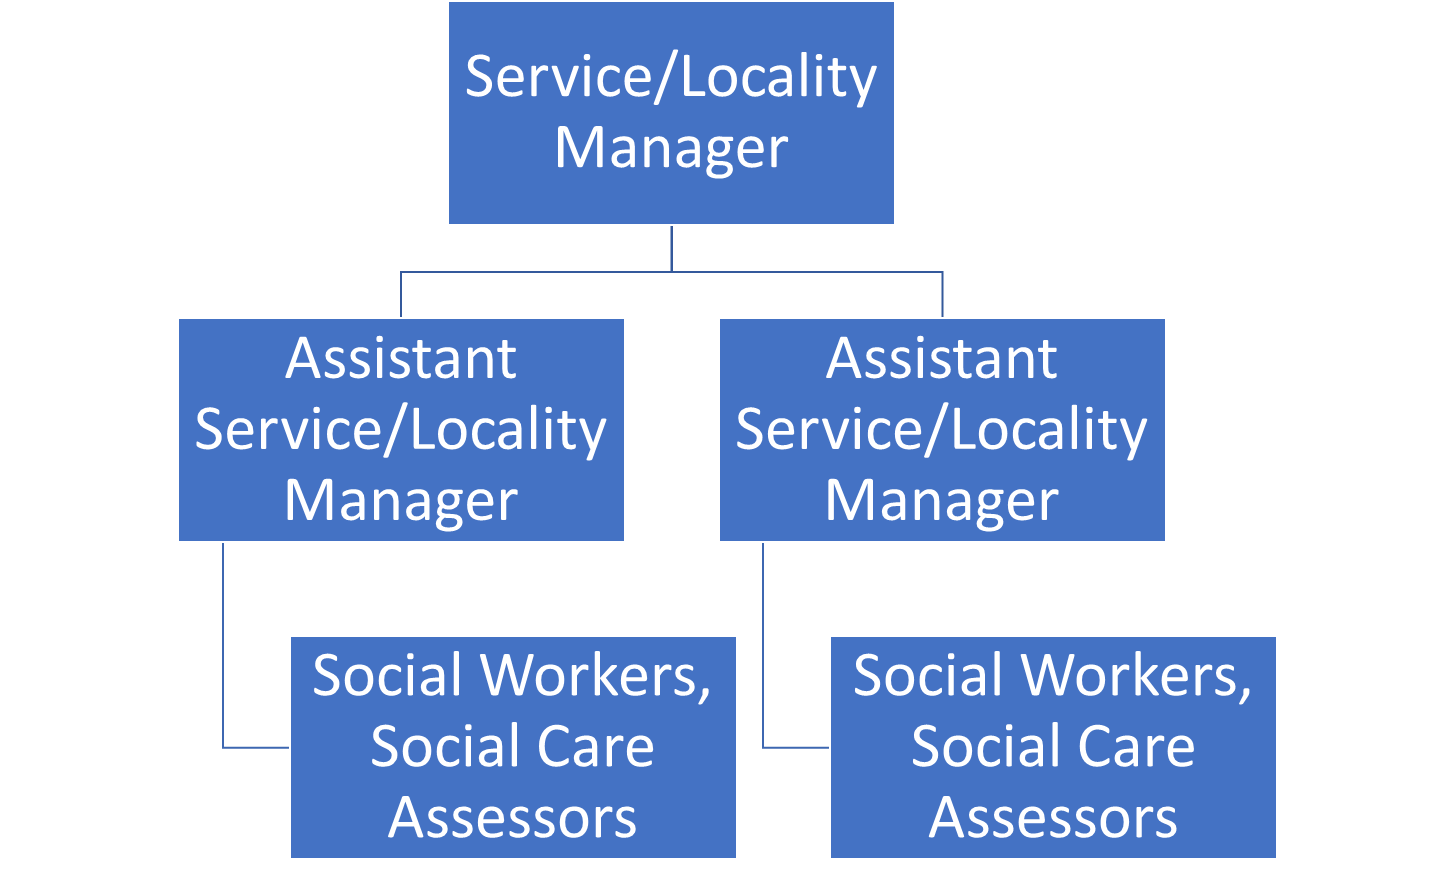 Service/Locality
Manager
Assistant
Service/Locality
Manager
Assistant
Service/Locality
Manager
Social Workers,
Social Care
Assessors
Social Workers,
Social Care
Assessors